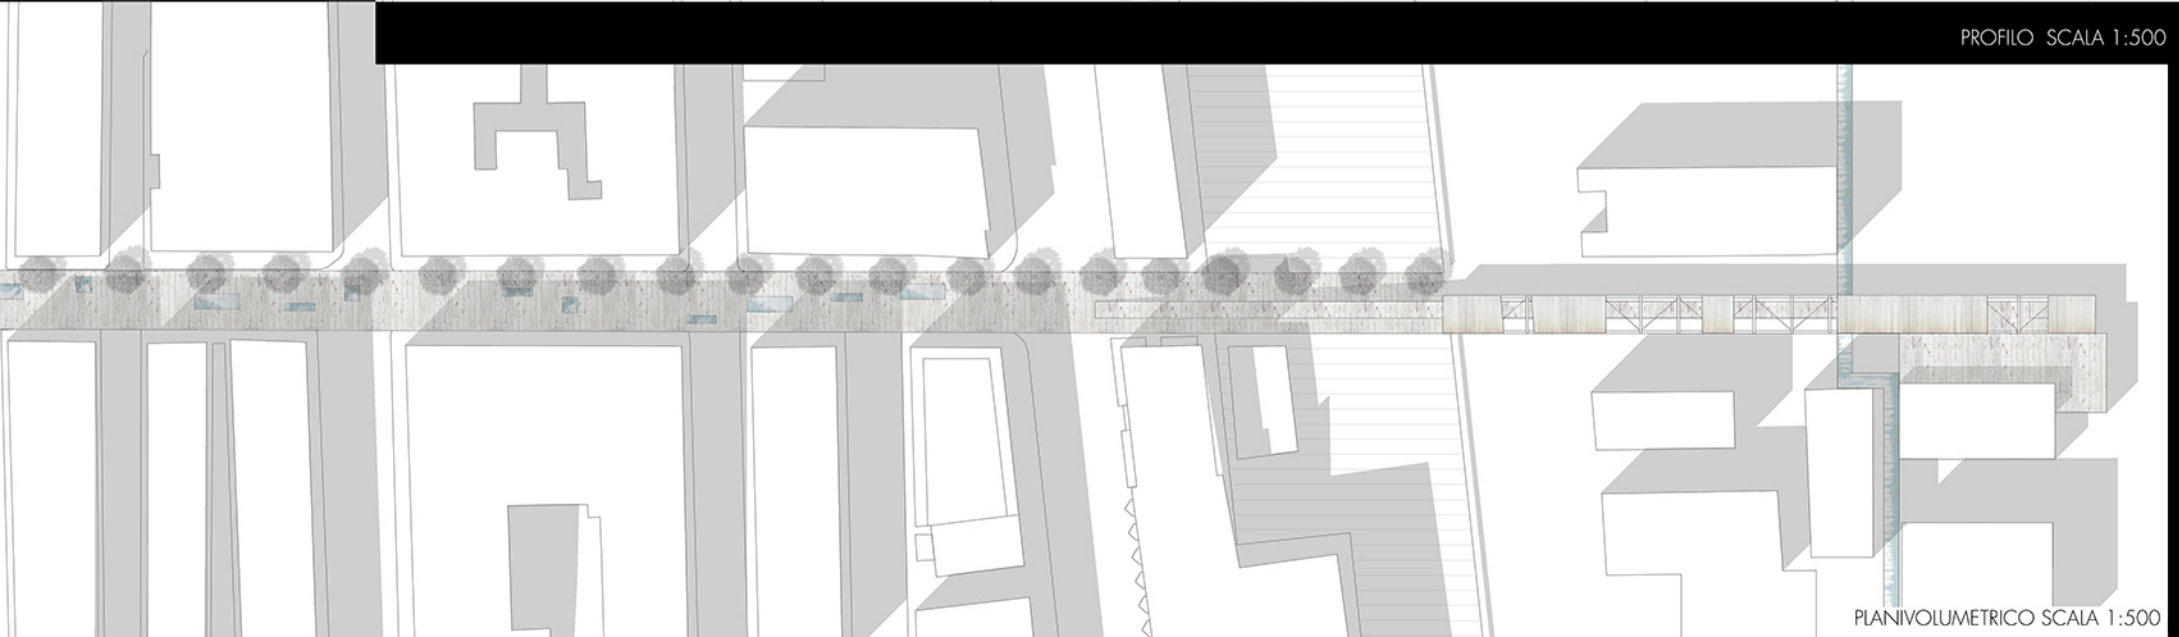 PROFILO SCALA 1:500
PLANIVOLUMETRICO SCALA 1:500